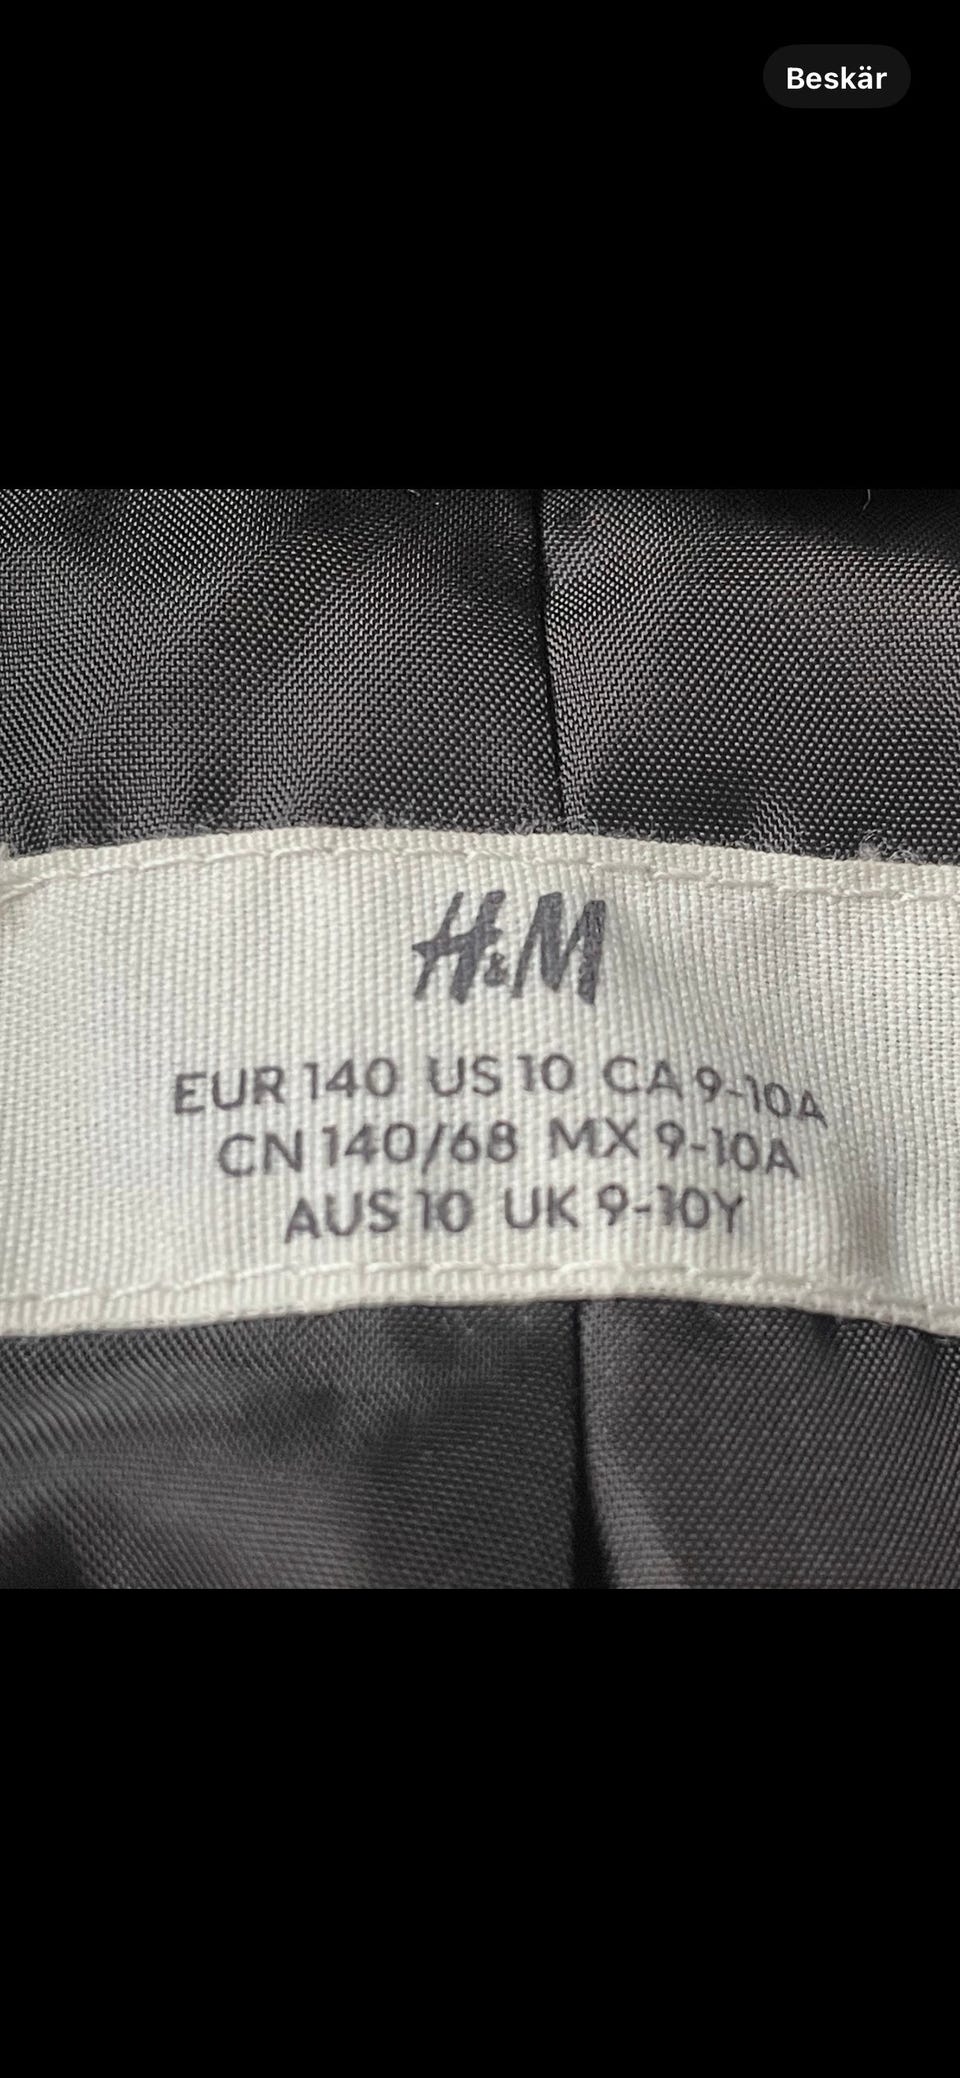 Beskär
H&M
EUR 140 US 10 CA 9-10A
CN 140/68 MX 9-10A
AUS 10 UK 9-10Y